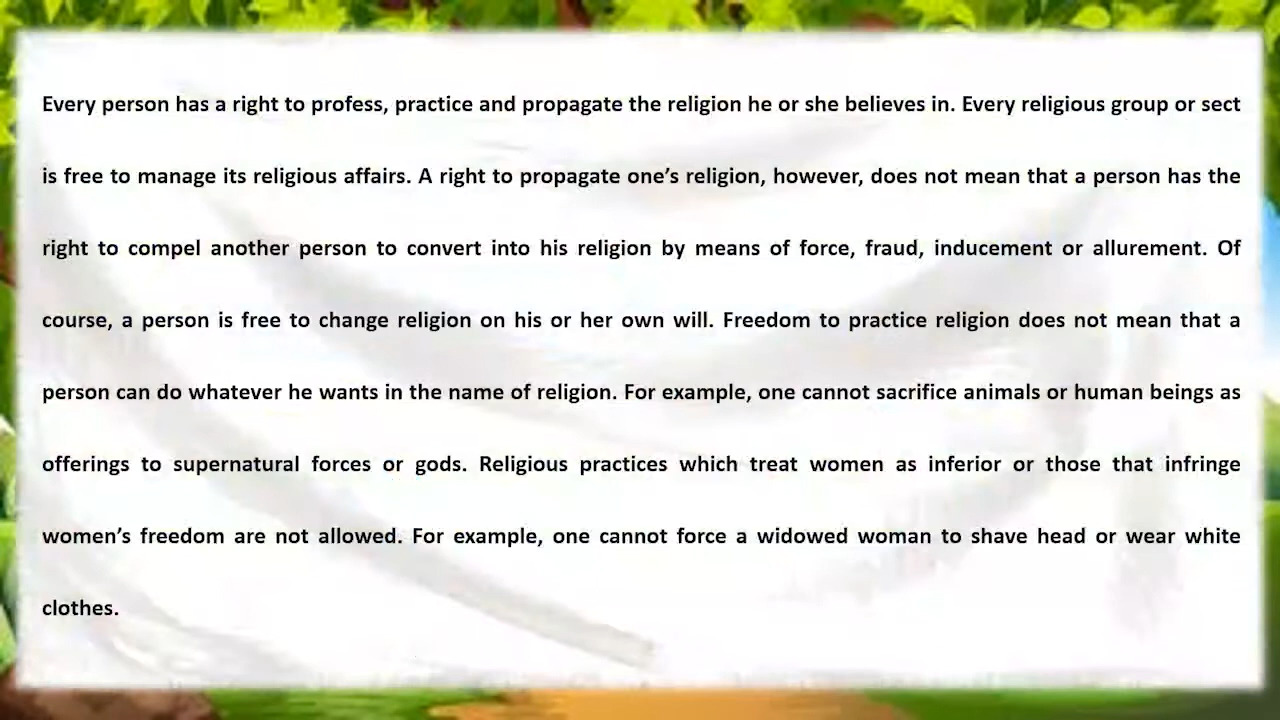 Every person has a right to profess, practice and propagate the religion he or she believes in. Every religious group or sect
is free to manage its religious affairs. A right to propagate one’s religion, however, does not mean that a person has the
right to compel another person to convert into his religion by means of force, fraud, inducement or allurement. Of
course, a person is free to change religion on his or her own will. Freedom to practice religion does not mean that a
person can do whatever he wants in the name of religion. For example, one cannot sacrifice animals or human beings as
offerings to supernatural forces or gods. Religious practices which treat women as inferior or those that infringe
women’s freedom are not allowed. For example, one cannot force a widowed woman to shave head or wear white
clothes.